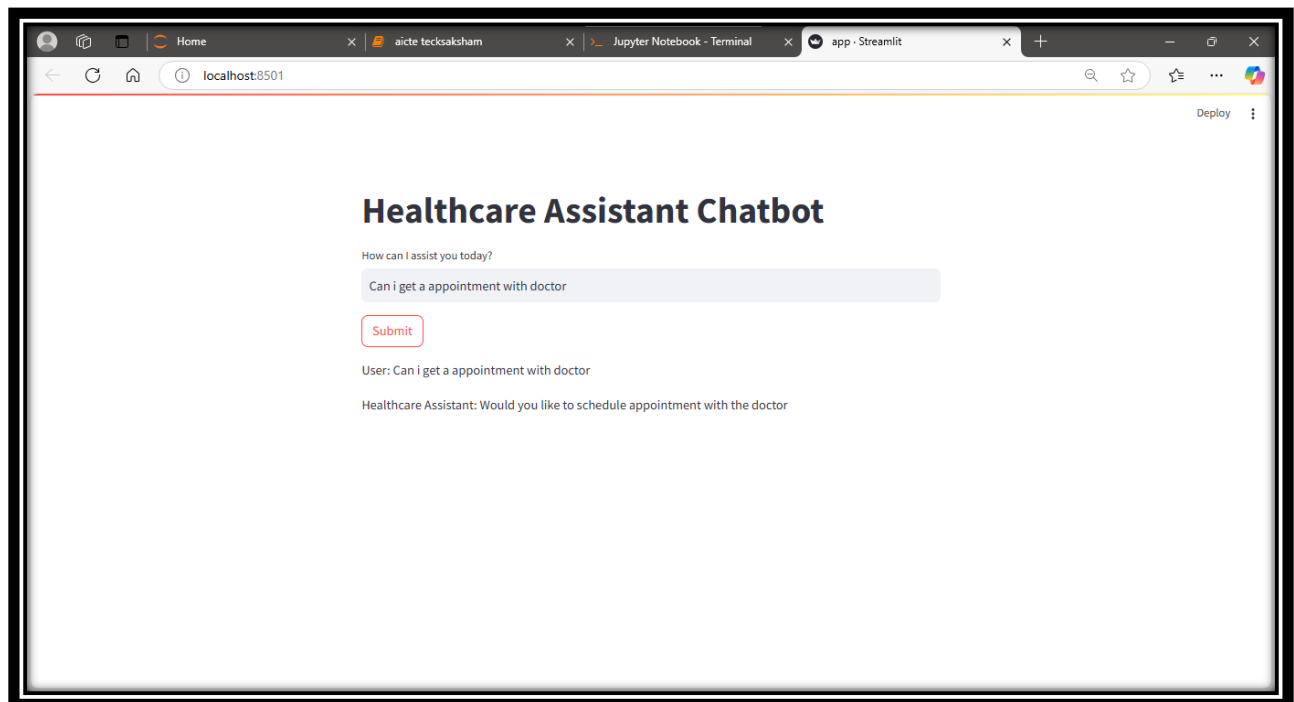 Home
aicte tecksaksham
Jupyter Notebook - Terminal
app · Streamlit
localhost:8501
Deploy
Healthcare Assistant Chatbot
How can I assist you today?
Can i get a appointment with doctor
Submit
User: Can i get a appointment with doctor
Healthcare Assistant: Would you like to schedule appointment with the doctor